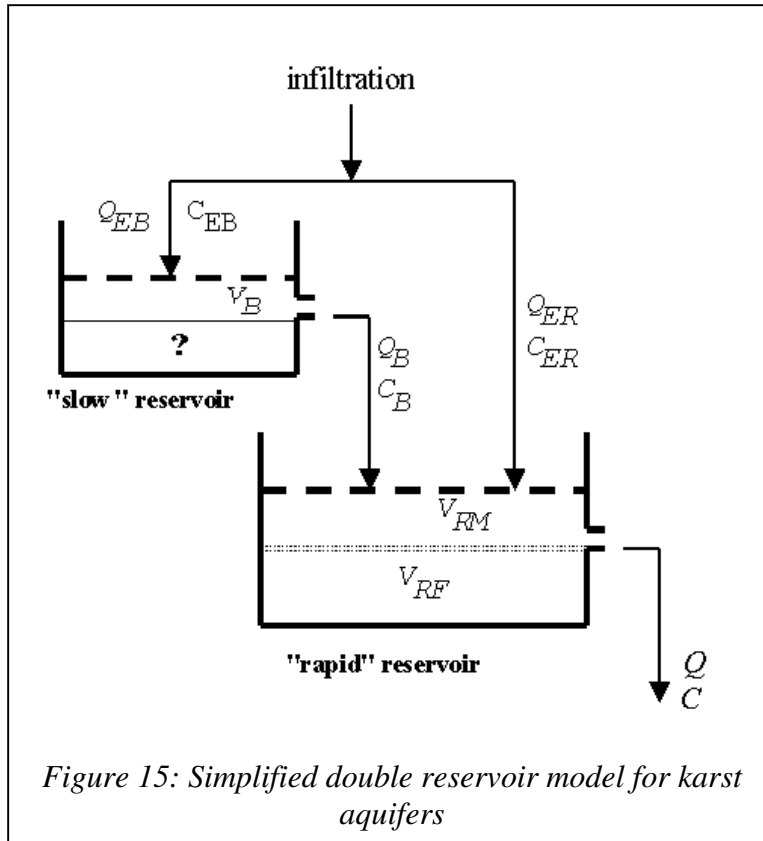 infiltration
Q_EB C_EB
V_B
?
"slow" reservoir
Q_B
C_B
Q_ER
C_ER
V_RM
V_RF
"rapid" reservoir
Q
C
Figure 15: Simplified double reservoir model for karst
aquifers